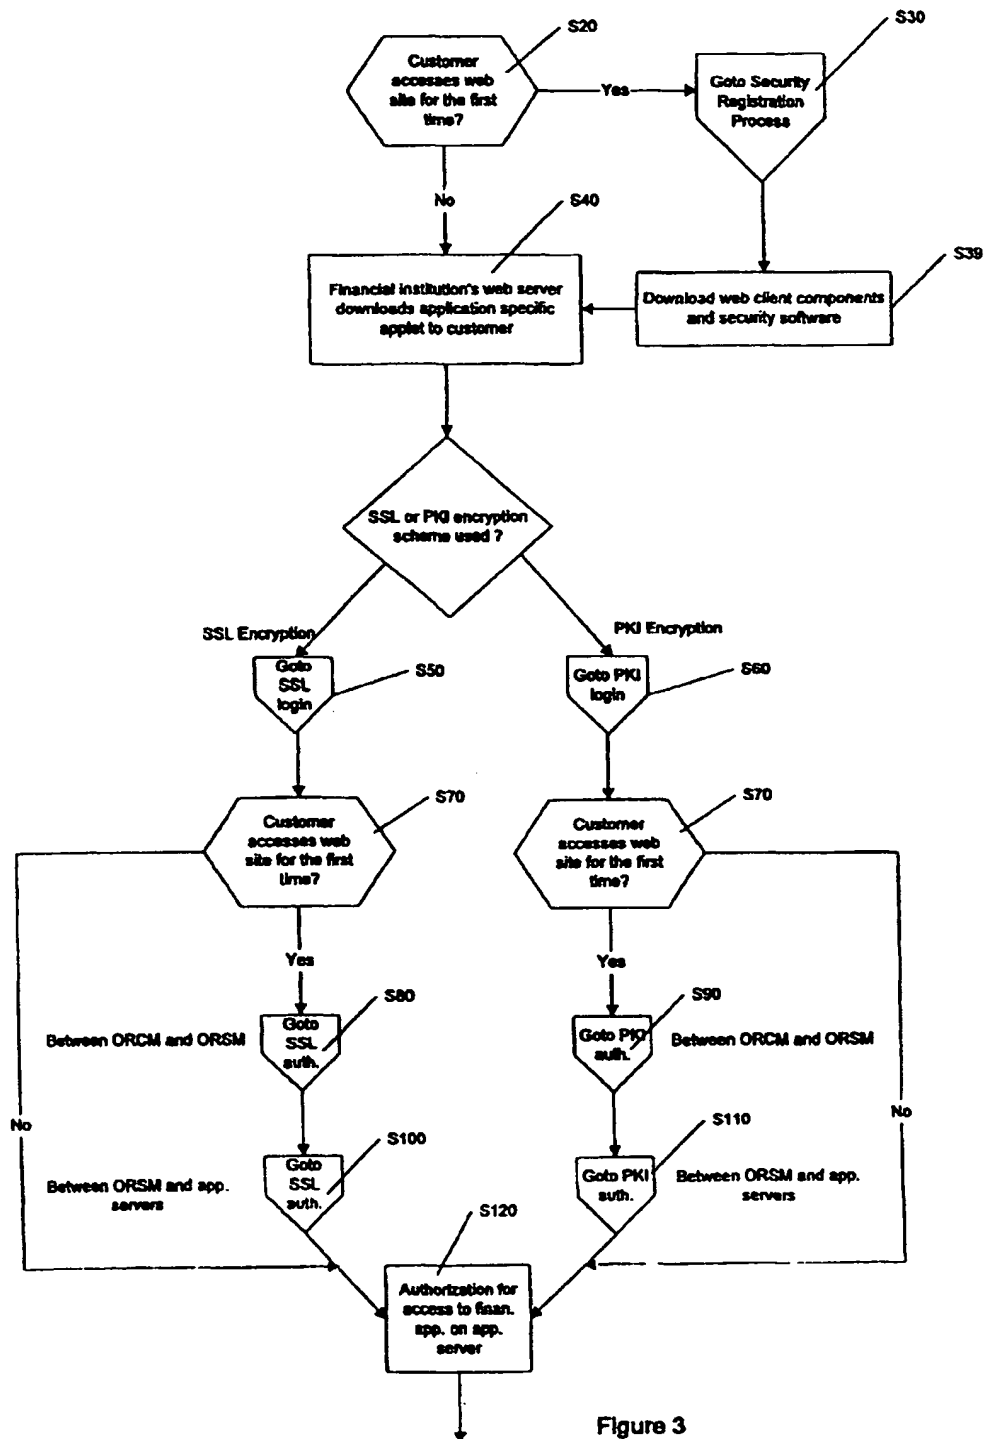 S20
S30
Customer
accesses web
site for the first
time?
Yes
Goto Security
Registration
Process
No
S40
S39
Financial institution's web server
downloads application specific
applet to customer
Download web client components
and security software
SSL or PKI encryption
scheme used ?
SSL Encryption
PKI Encryption
Goto
SSL
login
S50
Goto PKI
login
S60
S70
S70
Customer
accesses web
site for the first
time?
Customer
accesses web
site for the first
time?
Yes
Yes
S80
S90
Between ORCM and ORSM
Goto
SSL
auth.
Goto PKI
auth.
Between ORCM and ORSM
No
No
S100
S110
Between ORSM and app.
servers
Goto
SSL
auth.
Goto PKI
auth.
Between ORSM and app.
servers
S120
Authorization for
access to finan.
app. on app.
server
Figure 3